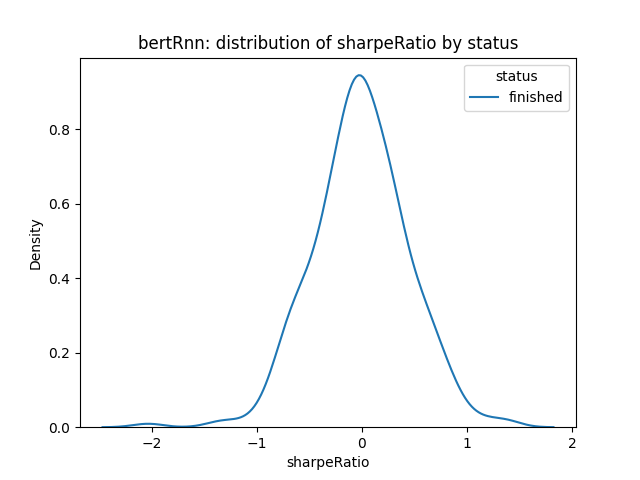 bertRnn: distribution of sharpeRatio by status
status
finished
0.8
0.6
0.4
0.2
0.0
Density
−2
−1
0
1
2
sharpeRatio